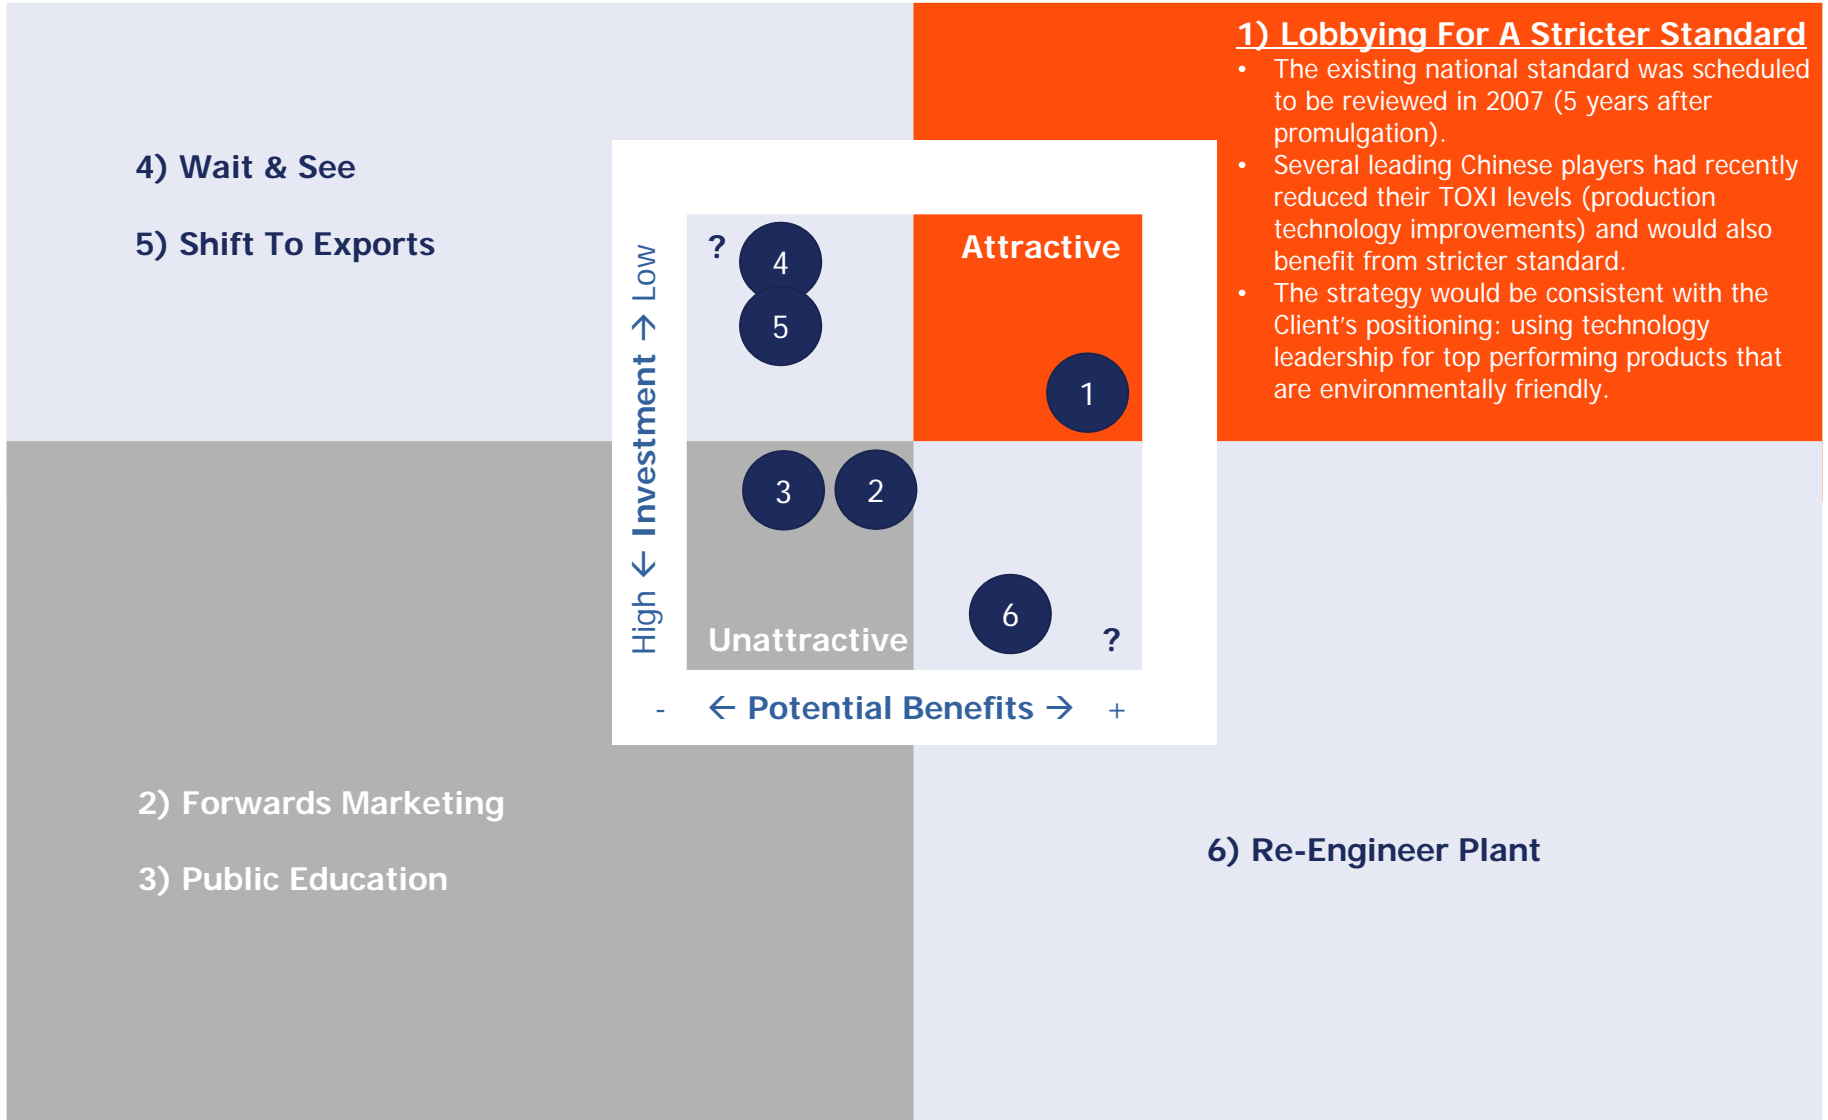 1) Lobbying For A Stricter Standard
• The existing national standard was scheduled
to be reviewed in 2007 (5 years after
promulgation).
• Several leading Chinese players had recently
reduced their TOXI levels (production
technology improvements) and would also
benefit from stricter standard.
• The strategy would be consistent with the
Client’s positioning: using technology
leadership for top performing products that
are environmentally friendly.
4) Wait & See
5) Shift To Exports
?
4
Attractive
5
1
High ← Investment → Low
3
2
6
Unattractive
?
- ← Potential Benefits → +
2) Forwards Marketing
3) Public Education
6) Re-Engineer Plant